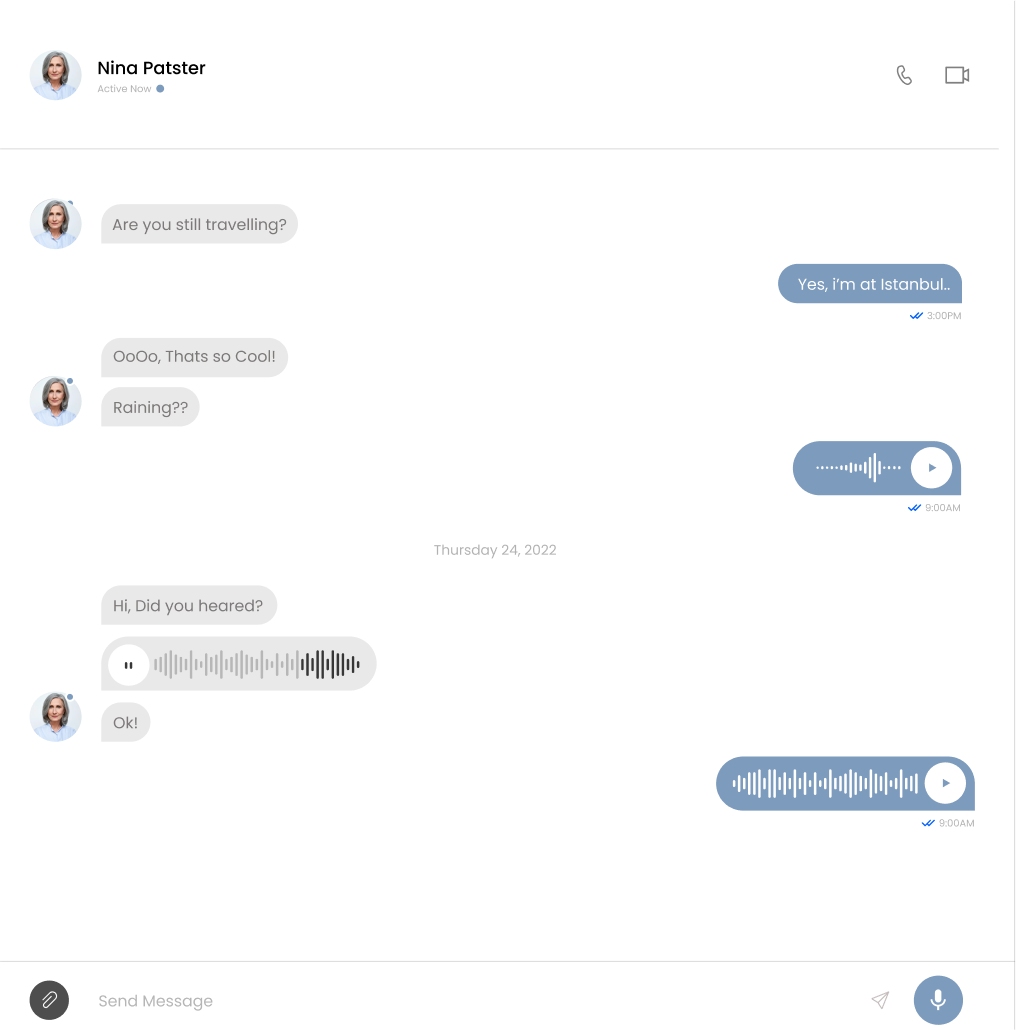 Nina Patster
Active Now
Are you still travelling?
Yes, i'm at Istanbul..
3:00PM
OoOo, Thats so Cool!
Raining??
9:00AM
Thursday 24, 2022
Hi, Did you heared?
Ok!
9:00AM
Send Message